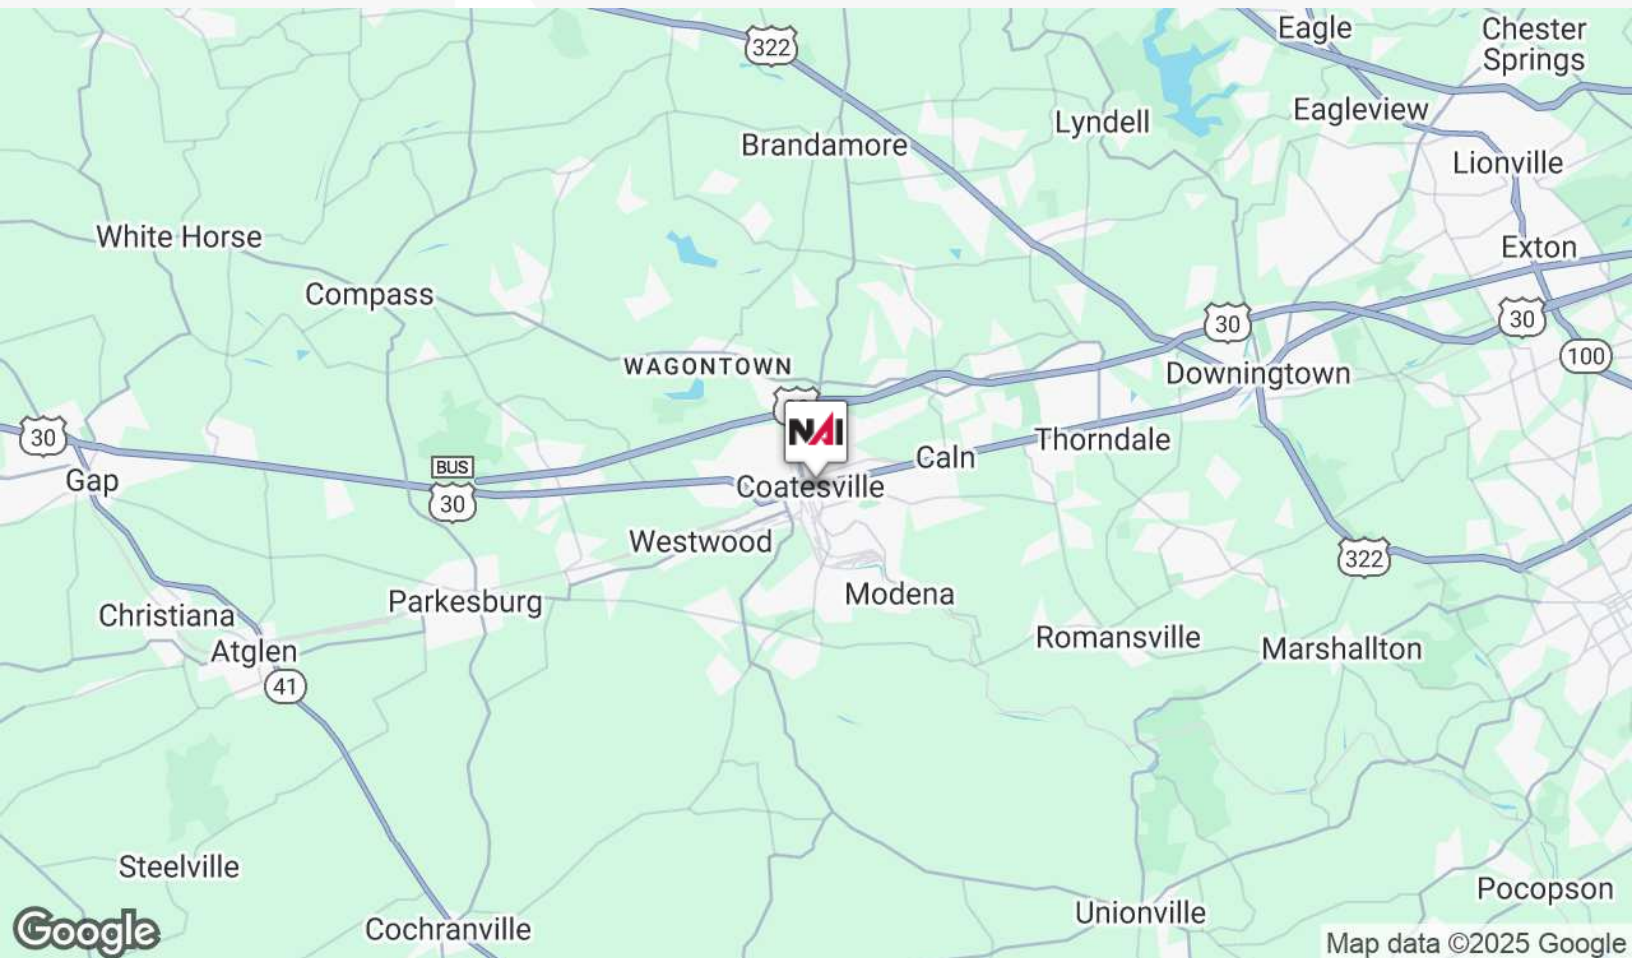 Eagle
Chester
Springs
322
Eagleview
Lyndell
Brandamore
Lionville
White Horse
Exton
Compass
30
30
100
WAGONTOWN
Downingtown
NAI
30
Thorndale
Caln
BUS
30
Gap
Coatesville
Westwood
322
Modena
Parkesburg
Christiana
Romansville
Marshallton
Atglen
41
Steelville
Pocopson
Unionville
Cochranville
Google
Map data ©2025 Google